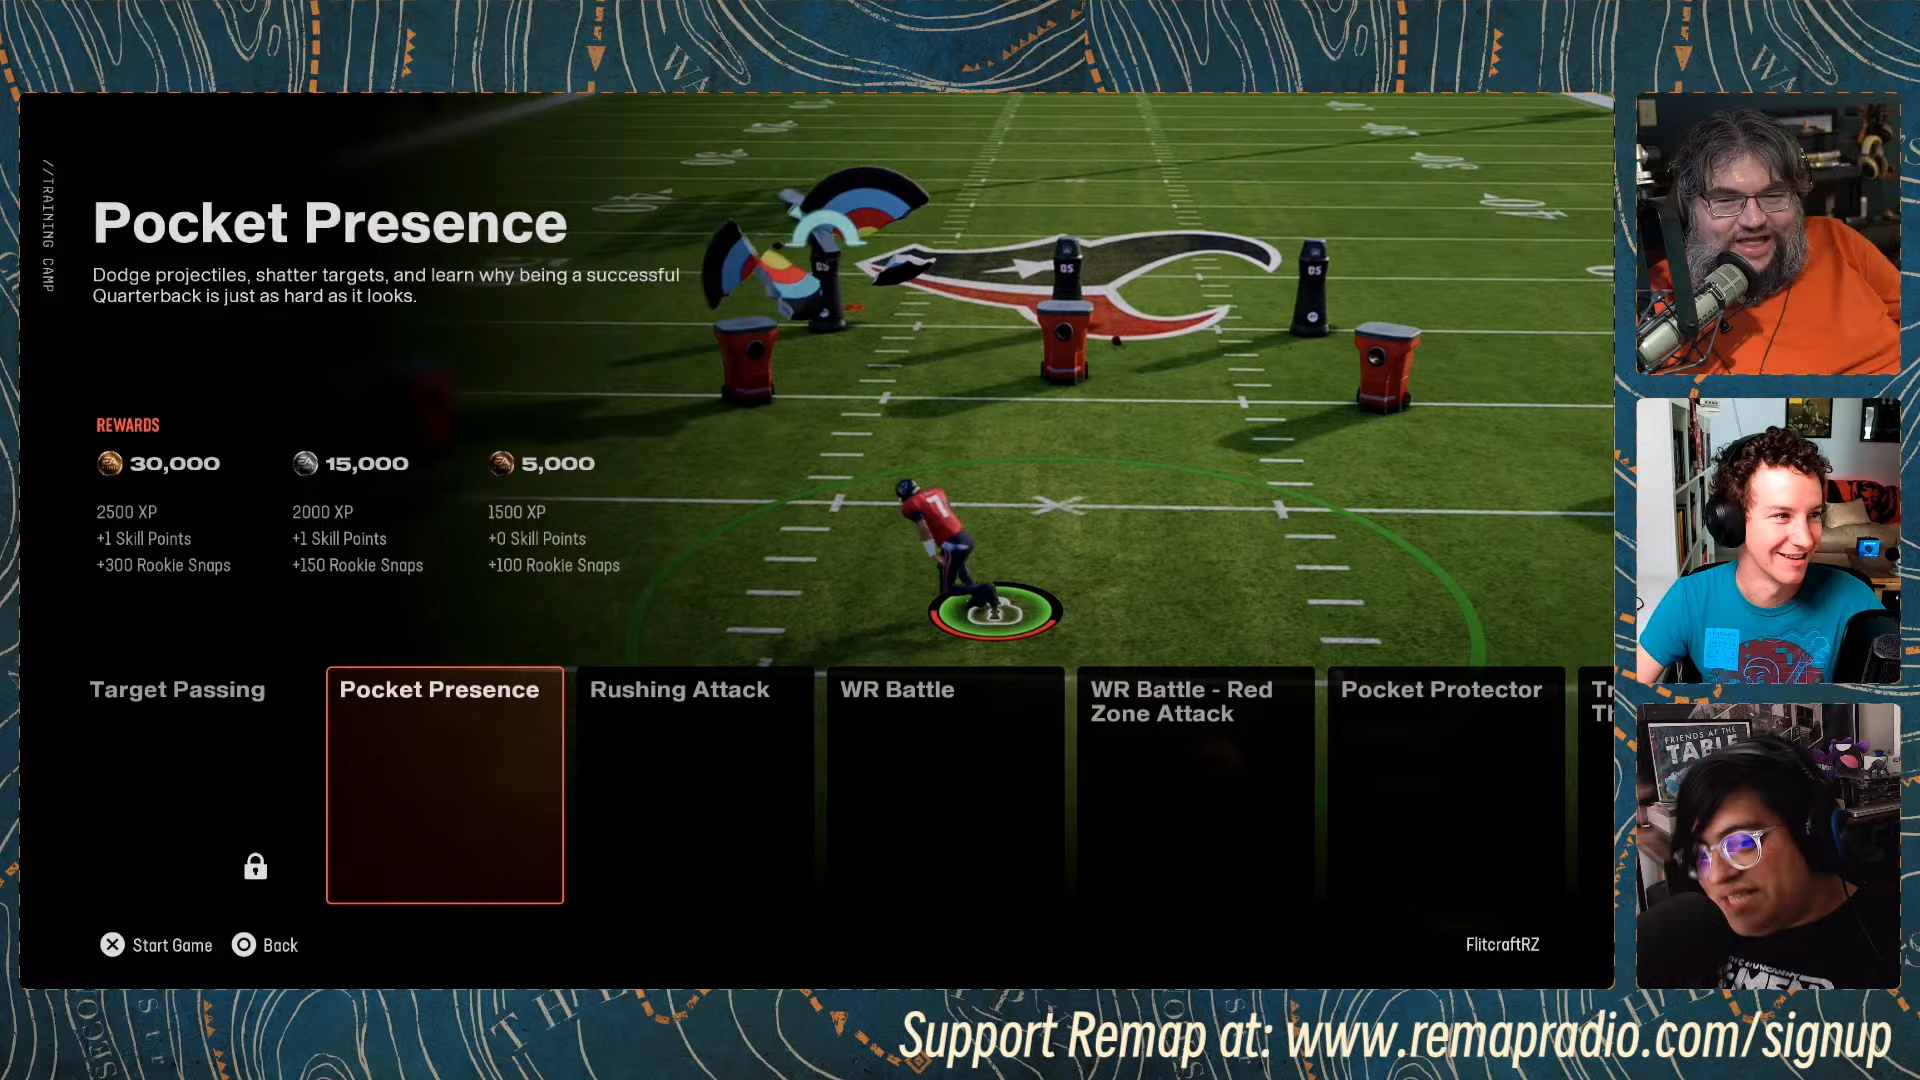 //TRAINING CAMP
Pocket Presence
Dodge projectiles, shatter targets, and learn why being a successful
Quarterback is just as hard as it looks.
REWARDS
30,000
15,000
5,000
2500 XP
2000 XP
1500 XP
+1 Skill Points
+1 Skill Points
+0 Skill Points
+300 Rookie Snaps
+150 Rookie Snaps
+100 Rookie Snaps
05
05
05
7
Target Passing
Pocket Presence
Rushing Attack
WR Battle
WR Battle - Red
Zone Attack
Pocket Protector
Start Game
Back
FlitcraftRZ
FRIENDS AT THE
TABLE
Support Remap at: www.remapradio.com/signup